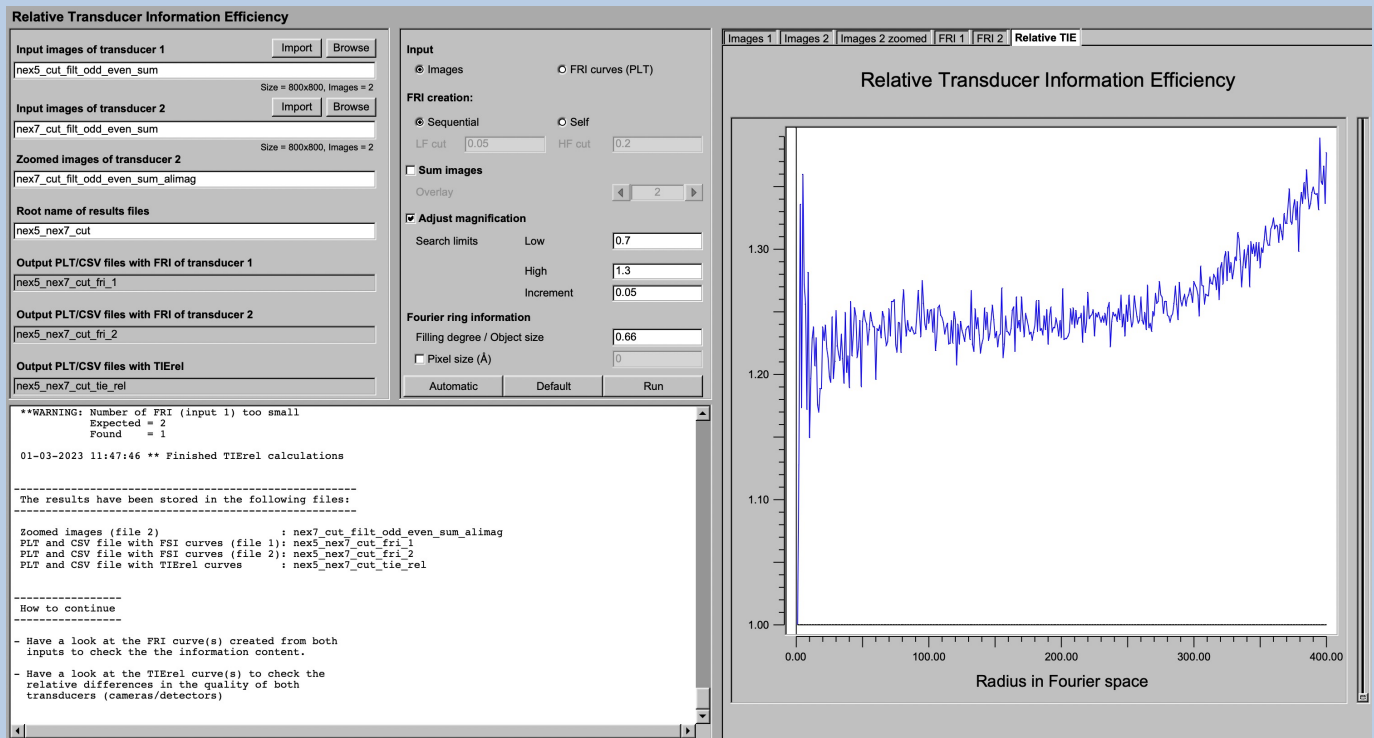 Relative Transducer Information Efficiency
Input images of transducer 1
Import
Browse
nex5_cut_filt_odd_even_sum
Size = 800x800, Images = 2
Input images of transducer 2
Import
Browse
nex7_cut_filt_odd_even_sum
Size = 800x800, Images = 2
Zoomed images of transducer 2
nex7_cut_filt_odd_even_sum_alimag
Root name of results files
nex5_nex7_cut
Output PLT/CSV files with FRI of transducer 1
nex5_nex7_cut_fri_1
Output PLT/CSV files with FRI of transducer 2
nex5_nex7_cut_fri_2
Output PLT/CSV files with TIErel
nex5_nex7_cut_tie_rel
Input
Images
FRI curves (PLT)
FRI creation:
Sequential
Self
LF cut 0.05
HF cut 0.2
Sum images
Overlay 2
Adjust magnification
Search limits Low 0.7
High 1.3
Increment 0.05
Fourier ring information
Filling degree / Object size 0.66
Pixel size (Å) 0
Automatic
Default
Run
**WARNING: Number of FRI (input 1) too small
Expected = 2
Found = 1
01-03-2023 11:47:46 ** Finished TIErel calculations
-----------------------------------------------------
The results have been stored in the following files:
-----------------------------------------------------
Zoomed images (file 2) : nex7_cut_filt_odd_even_sum_alimag
PLT and CSV file with FSI curves (file 1): nex5_nex7_cut_fri_1
PLT and CSV file with FSI curves (file 2): nex5_nex7_cut_fri_2
PLT and CSV file with TIErel curves : nex5_nex7_cut_tie_rel
-----------------
How to continue
-----------------
- Have a look at the FRI curve(s) created from both
inputs to check the the information content.
- Have a look at the TIErel curve(s) to check the
relative differences in the quality of both
transducers (cameras/detectors)
Images 1
Images 2
Images 2 zoomed
FRI 1
FRI 2
Relative TIE
Relative Transducer Information Efficiency
1.30
1.20
1.10
1.00
0.00
100.00
200.00
300.00
400.00
Radius in Fourier space